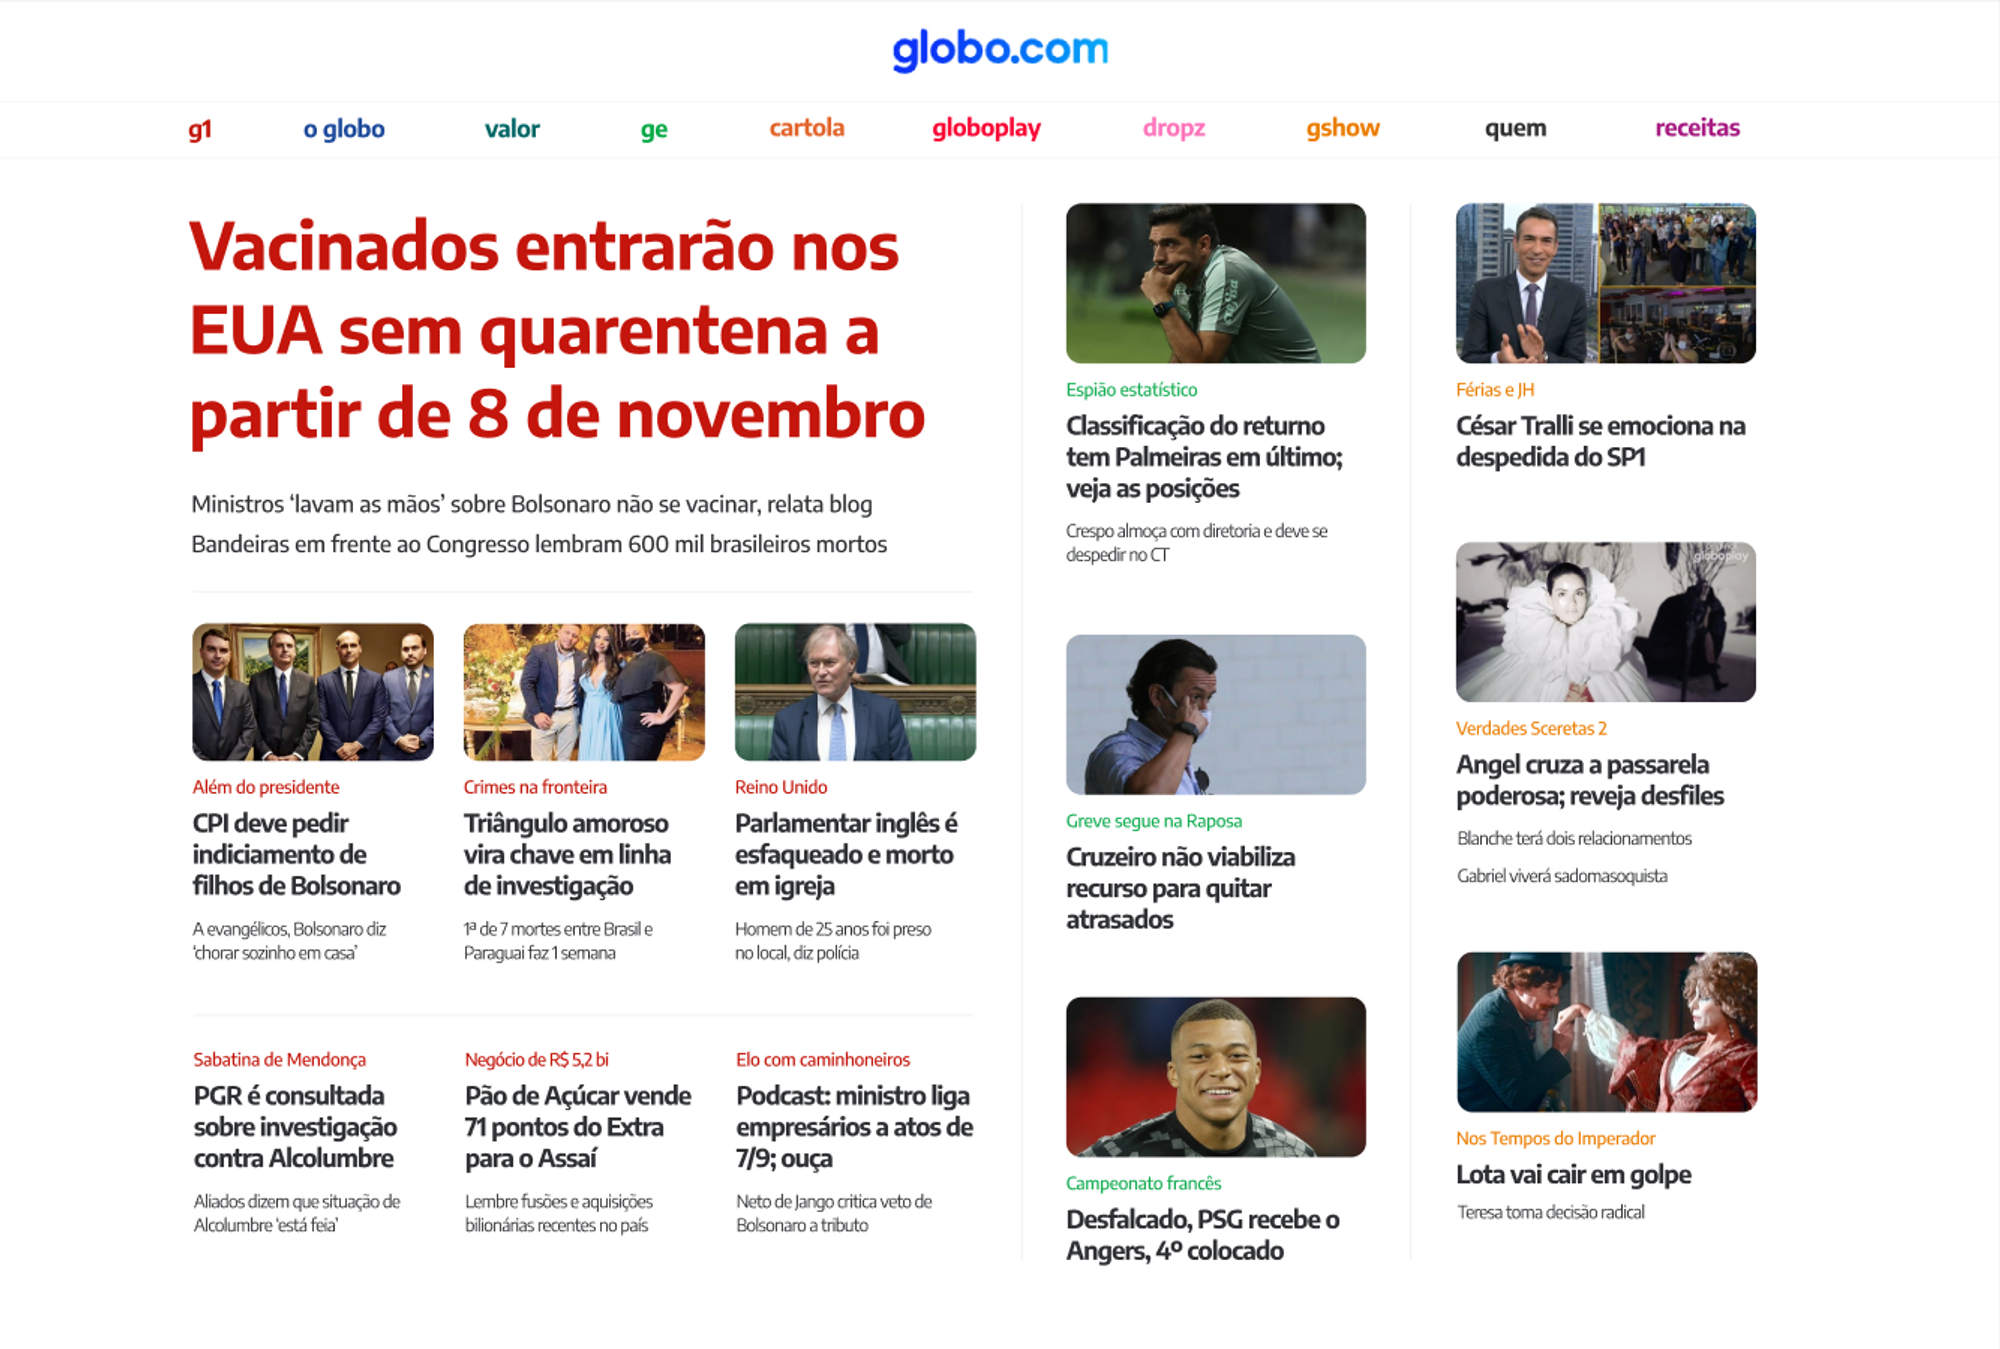 globo.com
g1
o globo
valor
ge
cartola
globoplay
dropz
gshow
quem
receitas
Vacinados entrarão nos
EUA sem quarentena a
partir de 8 de novembro
Ministros ‘lavam as mãos’ sobre Bolsonaro não se vacinar, relata blog
Bandeiras em frente ao Congresso lembram 600 mil brasileiros mortos
Além do presidente
CPI deve pedir
indiciamento de
filhos de Bolsonaro
A evangélicos, Bolsonaro diz
‘chorar sozinho em casa’
Crimes na fronteira
Triângulo amoroso
vira chave em linha
de investigação
1ª de 7 mortes entre Brasil e
Paraguai faz 1 semana
Reino Unido
Parlamentar inglês é
esfaqueado e morto
em igreja
Homem de 25 anos foi preso
no local, diz polícia
Sabatina de Mendonça
PGR é consultada
sobre investigação
contra Alcolumbre
Aliados dizem que situação de
Alcolumbre ‘está feia’
Negócio de R$ 5,2 bi
Pão de Açúcar vende
71 pontos do Extra
para o Assaí
Lembre fusões e aquisições
bilionárias recentes no país
Elo com caminhoneiros
Podcast: ministro liga
empresários a atos de
7/9; ouça
Neto de Jango critica veto de
Bolsonaro a tributo
Espião estatístico
Classificação do returno
tem Palmeiras em último;
veja as posições
Crespo almoça com diretoria e deve se
despedir no CT
Greve segue na Raposa
Cruzeiro não viabiliza
recurso para quitar
atrasados
Campeonato francês
Desfalcado, PSG recebe o
Angers, 4º colocado
Férias e JH
César Tralli se emociona na
despedida do SP1
globoplay
Verdades Sceretas 2
Angel cruza a passarela
poderosa; reveja desfiles
Blanche terá dois relacionamentos
Gabriel viverá sadomasoquista
Nos Tempos do Imperador
Lota vai cair em golpe
Teresa toma decisão radical